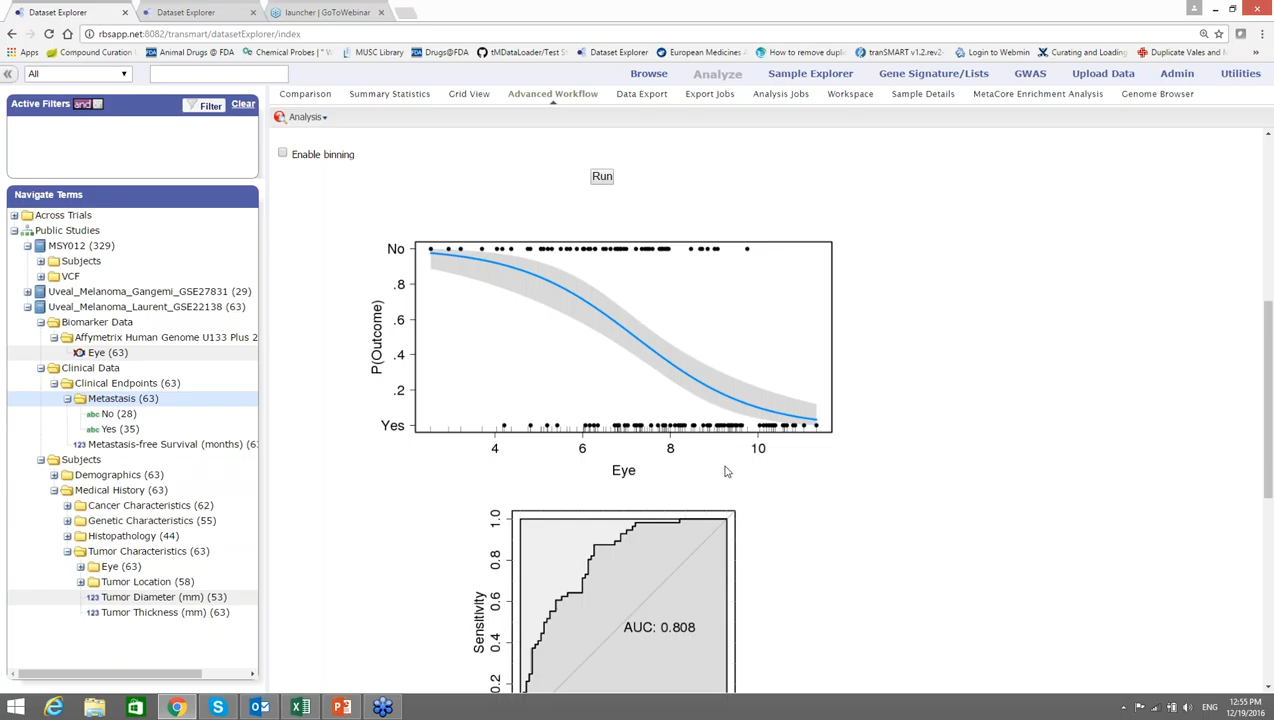 Dataset Explorer
Dataset Explorer
launcher | GoToWebinar
rbsapp.net:8082/transmart/datasetExplorer/index
Apps
Compound Curation
Animal Drugs @ FDA
Chemical Probes | "
MUSC Library
Drugs@FDA
tMDataLoader/Test S
Dataset Explorer
European Medicines A
How to remove dupli
tranSMART v1.2.rev2-
Login to Webmin
Curating and Loading
Duplicate Vales and M
All
Browse
Analyze
Sample Explorer
Gene Signature/Lists
GWAS
Upload Data
Admin
Utilities
Active Filters and
Filter
Clear
Comparison
Summary Statistics
Grid View
Advanced Workflow
Data Export
Export Jobs
Analysis Jobs
Workspace
Sample Details
MetaCore Enrichment Analysis
Genome Browser
Analysis
Enable binning
Run
Navigate Terms
Across Trials
Public Studies
MSY012 (329)
Subjects
VCF
Uveal_Melanoma_Gangemi_GSE27831 (29)
Uveal_Melanoma_Laurent_GSE22138 (63)
Biomarker Data
Affymetrix Human Genome U133 Plus 2
Eye (63)
Clinical Data
Clinical Endpoints (63)
Metastasis (63)
abc No (28)
abc Yes (35)
123 Metastasis-free Survival (months) (63
Subjects
Demographics (63)
Medical History (63)
Cancer Characteristics (62)
Genetic Characteristics (55)
Histopathology (44)
Tumor Characteristics (63)
Eye (63)
Tumor Location (58)
123 Tumor Diameter (mm) (53)
123 Tumor Thickness (mm) (63)
No
.8
.6
.4
.2
Yes
P(Outcome)
4 6 8 10
Eye
1.0
0.8
0.6
0.4
0.2
Sensitivity
AUC: 0.808
ENG
12:55 PM
12/19/2016